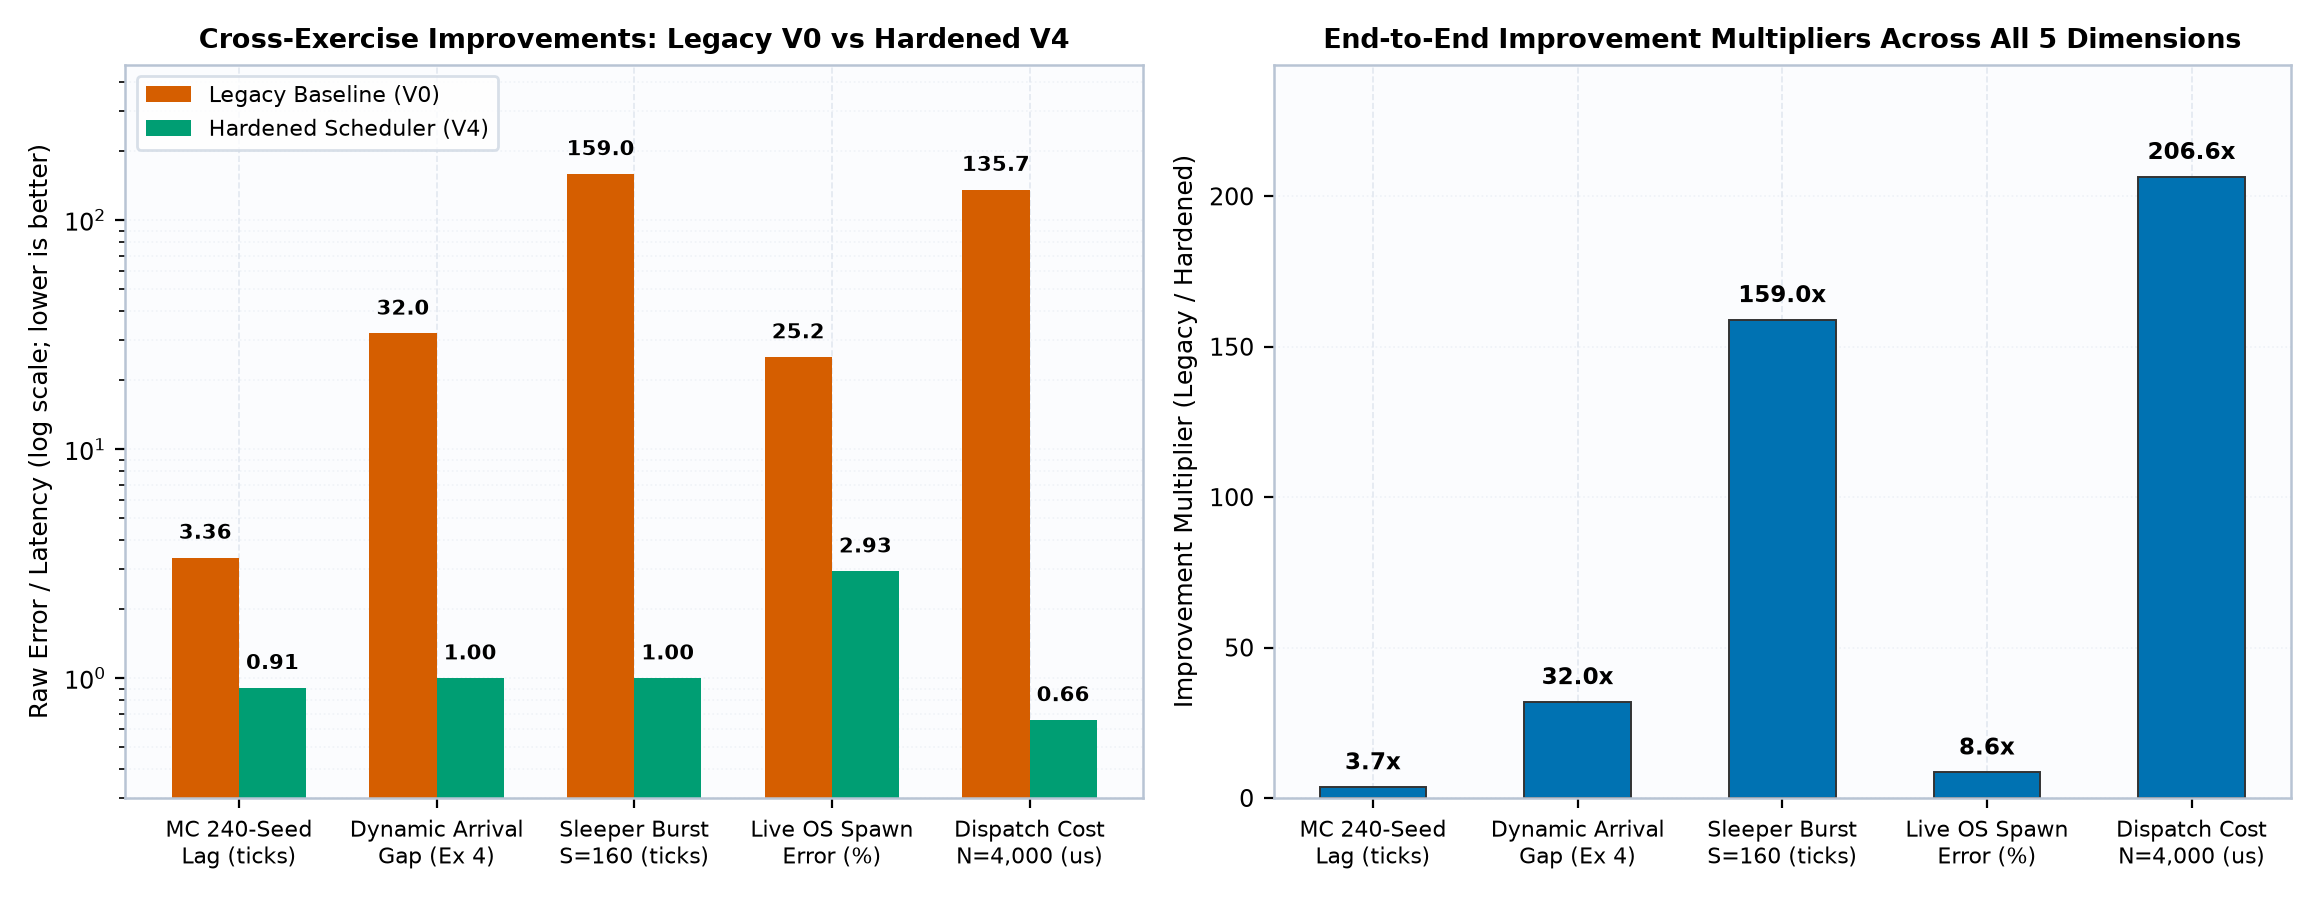 Cross-Exercise Improvements: Legacy V0 vs Hardened V4
Legacy Baseline (V0)
Hardened Scheduler (V4)
Raw Error / Latency (log scale; lower is better)
10²
10¹
10⁰
3.36
0.91
32.0
1.00
159.0
1.00
25.2
2.93
135.7
0.66
MC 240-Seed
Lag (ticks)
Dynamic Arrival
Gap (Ex 4)
Sleeper Burst
S=160 (ticks)
Live OS Spawn
Error (%)
Dispatch Cost
N=4,000 (us)
End-to-End Improvement Multipliers Across All 5 Dimensions
Improvement Multiplier (Legacy / Hardened)
200
150
100
50
0
3.7x
32.0x
159.0x
8.6x
206.6x
MC 240-Seed
Lag (ticks)
Dynamic Arrival
Gap (Ex 4)
Sleeper Burst
S=160 (ticks)
Live OS Spawn
Error (%)
Dispatch Cost
N=4,000 (us)